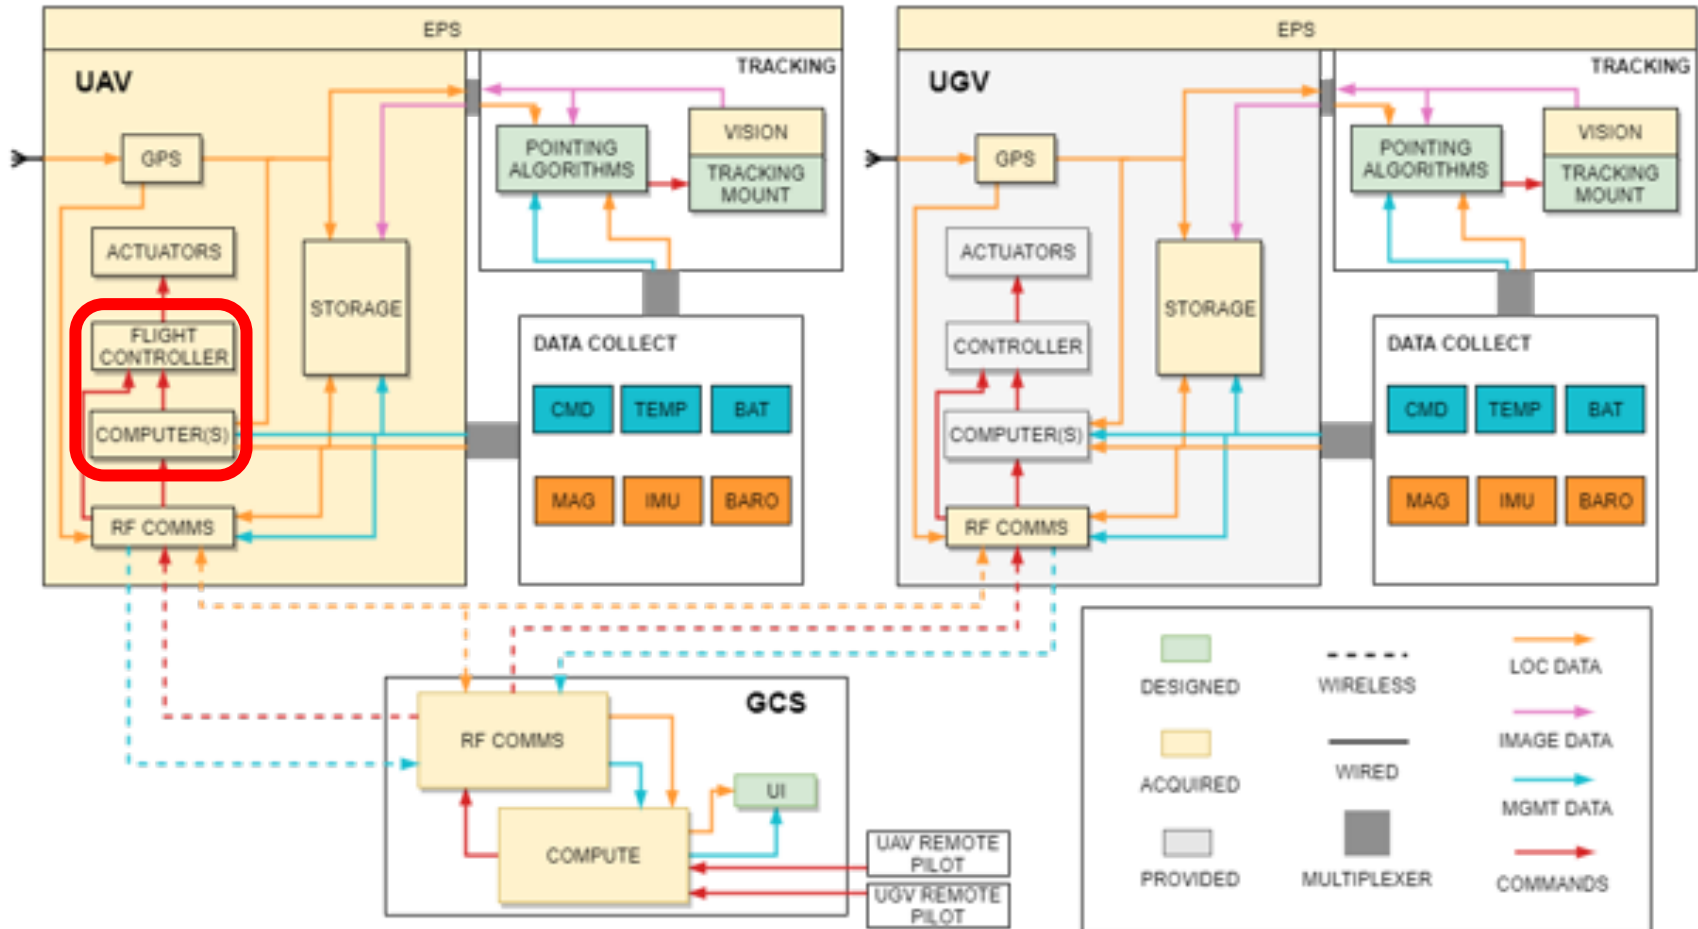 EPS
UAV
TRACKING
GPS
POINTING
ALGORITHMS
VISION
TRACKING
MOUNT
ACTUATORS
STORAGE
FLIGHT
CONTROLLER
COMPUTER(S)
RF COMMS
DATA COLLECT
CMD
TEMP
BAT
MAG
IMU
BARO
EPS
UGV
TRACKING
GPS
POINTING
ALGORITHMS
VISION
TRACKING
MOUNT
ACTUATORS
STORAGE
CONTROLLER
COMPUTER(S)
RF COMMS
DATA COLLECT
CMD
TEMP
BAT
MAG
IMU
BARO
GCS
RF COMMS
UI
COMPUTE
UAV REMOTE
PILOT
UGV REMOTE
PILOT
DESIGNED
WIRELESS
LOC DATA
ACQUIRED
WIRED
IMAGE DATA
MGMT DATA
PROVIDED
MULTIPLEXER
COMMANDS